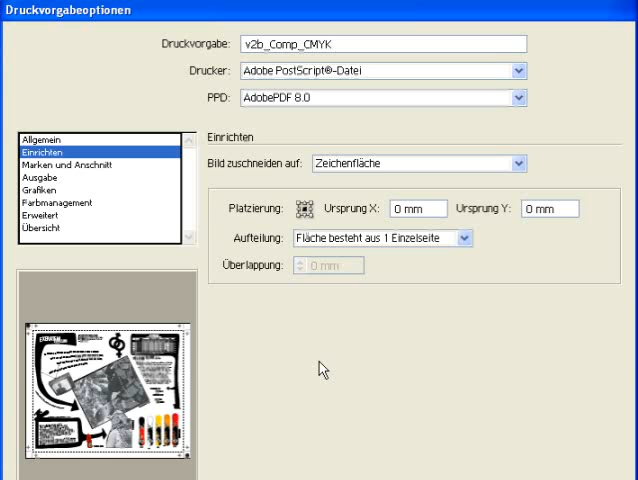 Druckvorgabeoptionen
Druckvorgabe: v2b_Comp_CMYK
Drucker: Adobe PostScript®-Datei
PPD: AdobePDF 8.0
Allgemein
Einrichten
Marken und Anschnitt
Ausgabe
Grafiken
Farbmanagement
Erweitert
Übersicht
Einrichten
Bild zuschneiden auf: Zeichenfläche
Platzierung: Ursprung X: 0 mm Ursprung Y: 0 mm
Aufteilung: Fläche besteht aus 1 Einzelseite
Überlappung: 0 mm